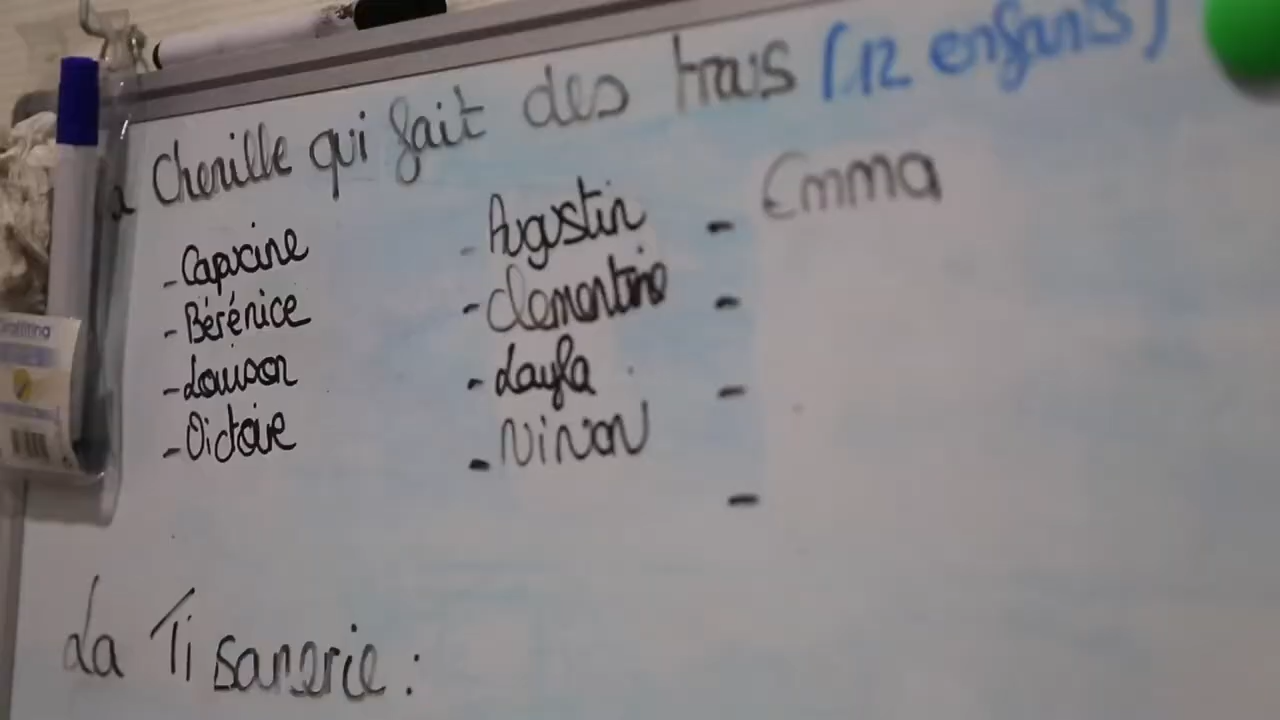 a Chenille qui fait des trous (12 enfants)
- Capucine
- Bérénice
- Louison
- Victoire
- Augustin
- Clementine
- Layla
- Ninon
- Emma
-
-
-
La Tisanerie :